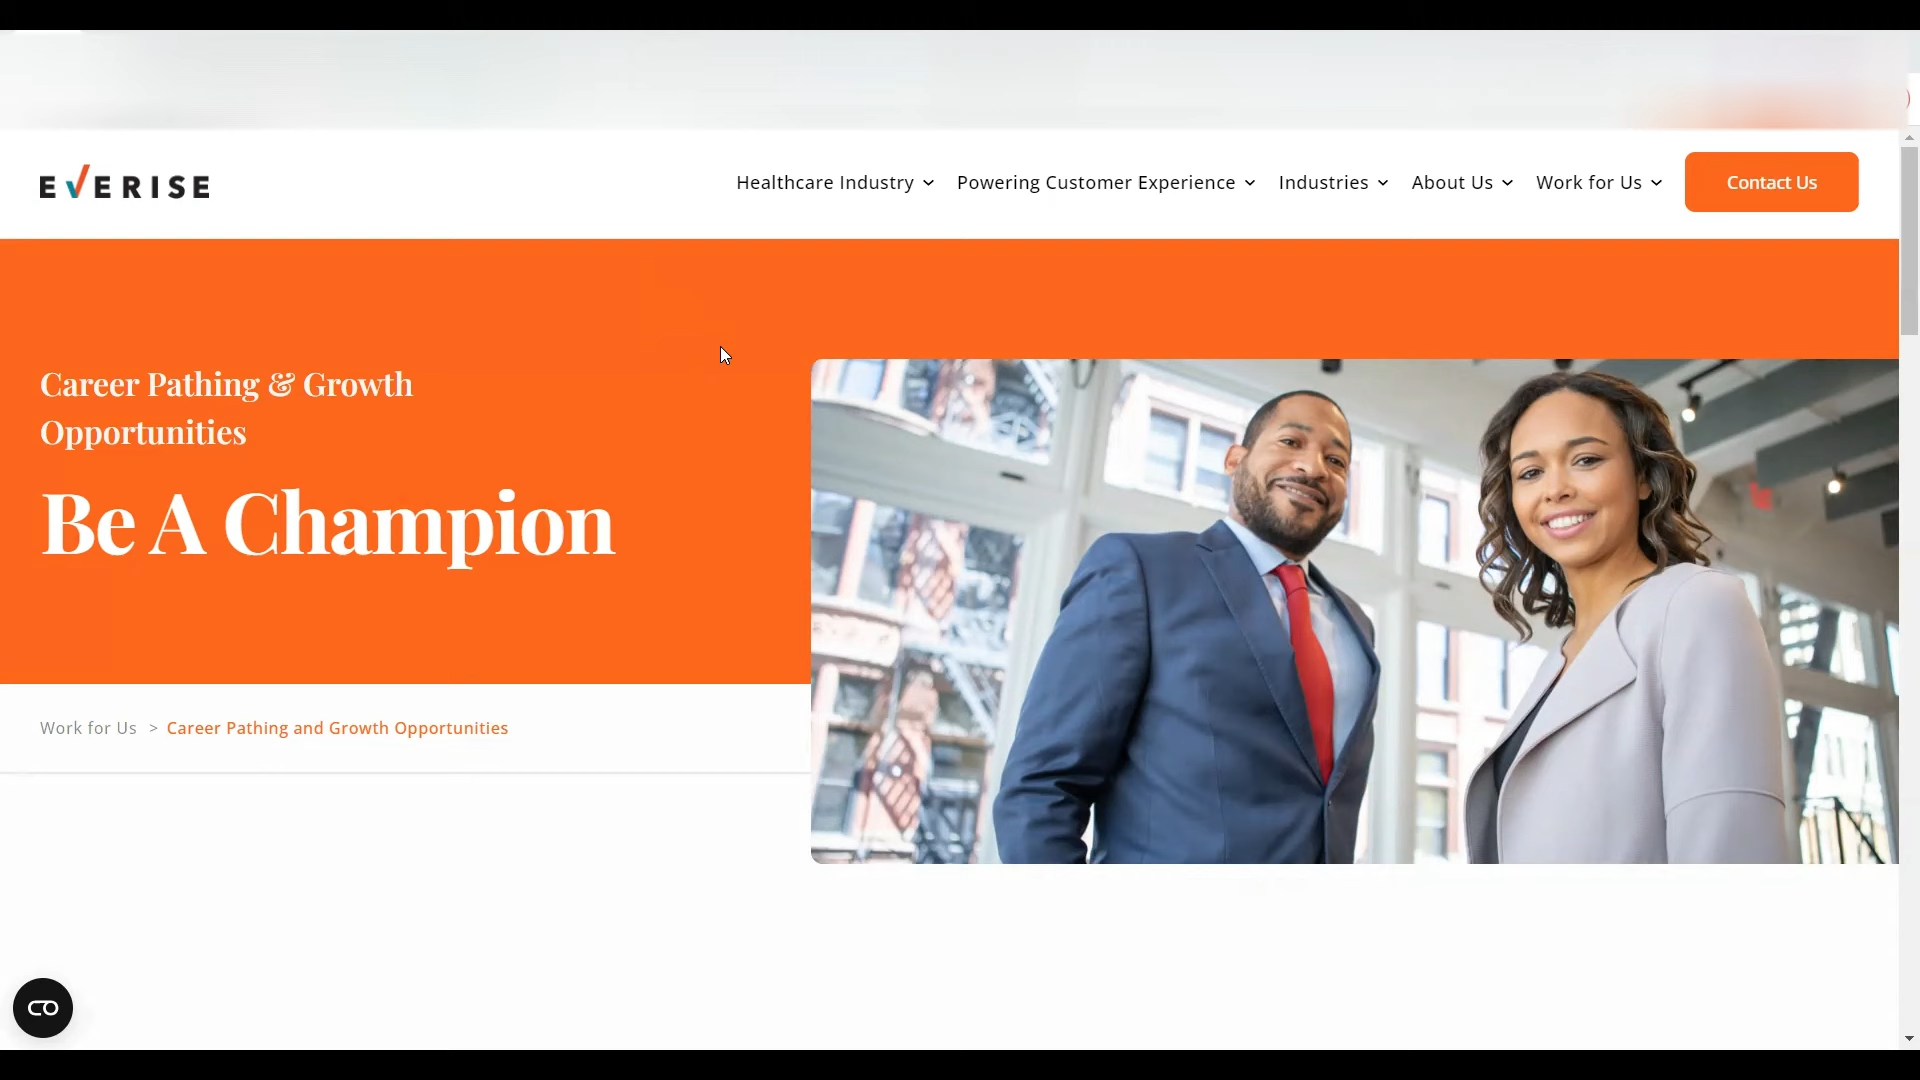 EVERISE
Healthcare Industry Powering Customer Experience Industries About Us Work for Us Contact Us
Career Pathing & Growth
Opportunities
Be A Champion
Work for Us > Career Pathing and Growth Opportunities